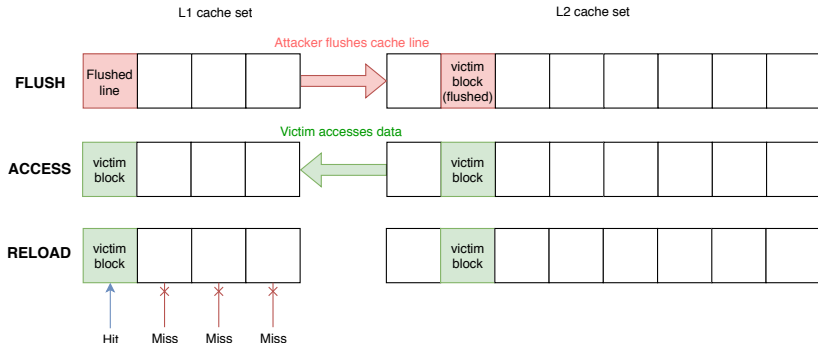 L1 cache set
L2 cache set
Attacker flushes cache line
FLUSH
Flushed
line
victim
block
(flushed)
Victim accesses data
ACCESS
victim
block
victim
block
RELOAD
victim
block
victim
block
Hit
Miss
Miss
Miss